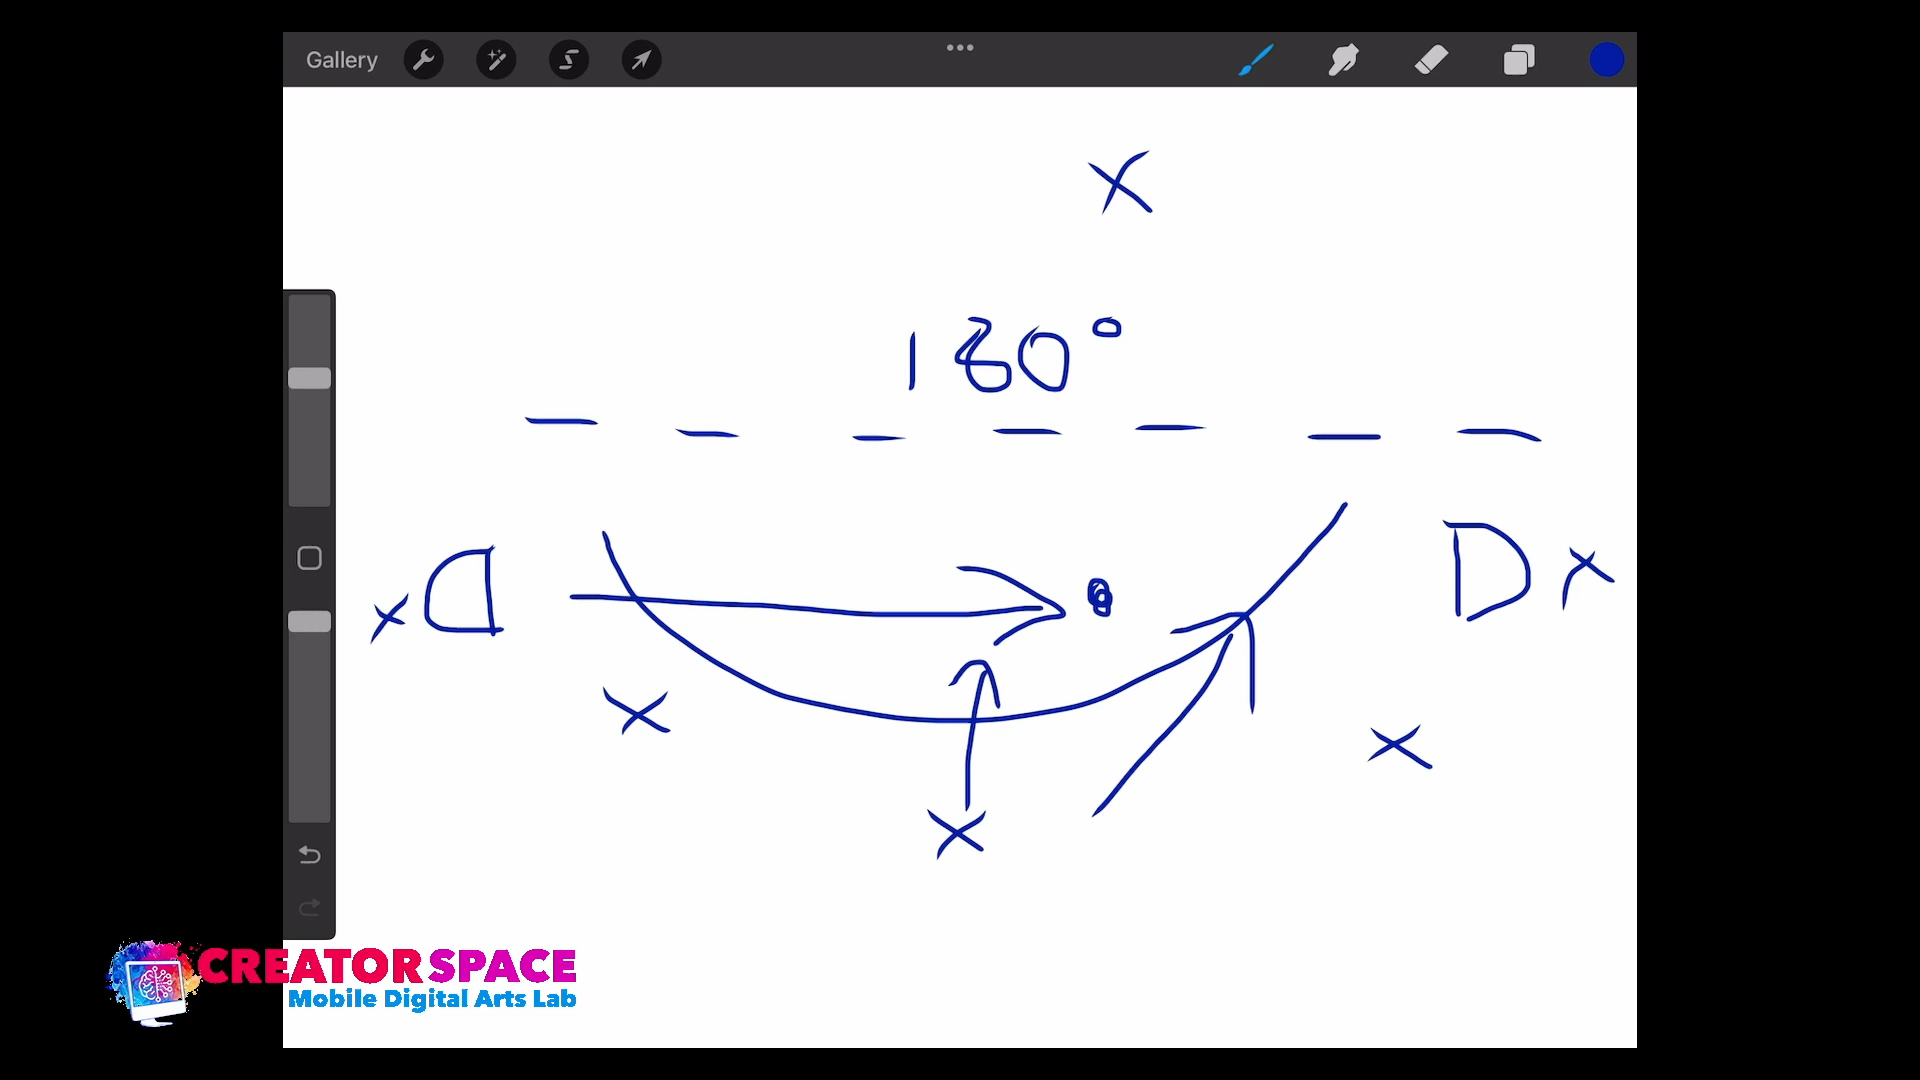 Gallery
X
180°
D
D
x
x
x
x
x
CREATORSPACE
Mobile Digital Arts Lab